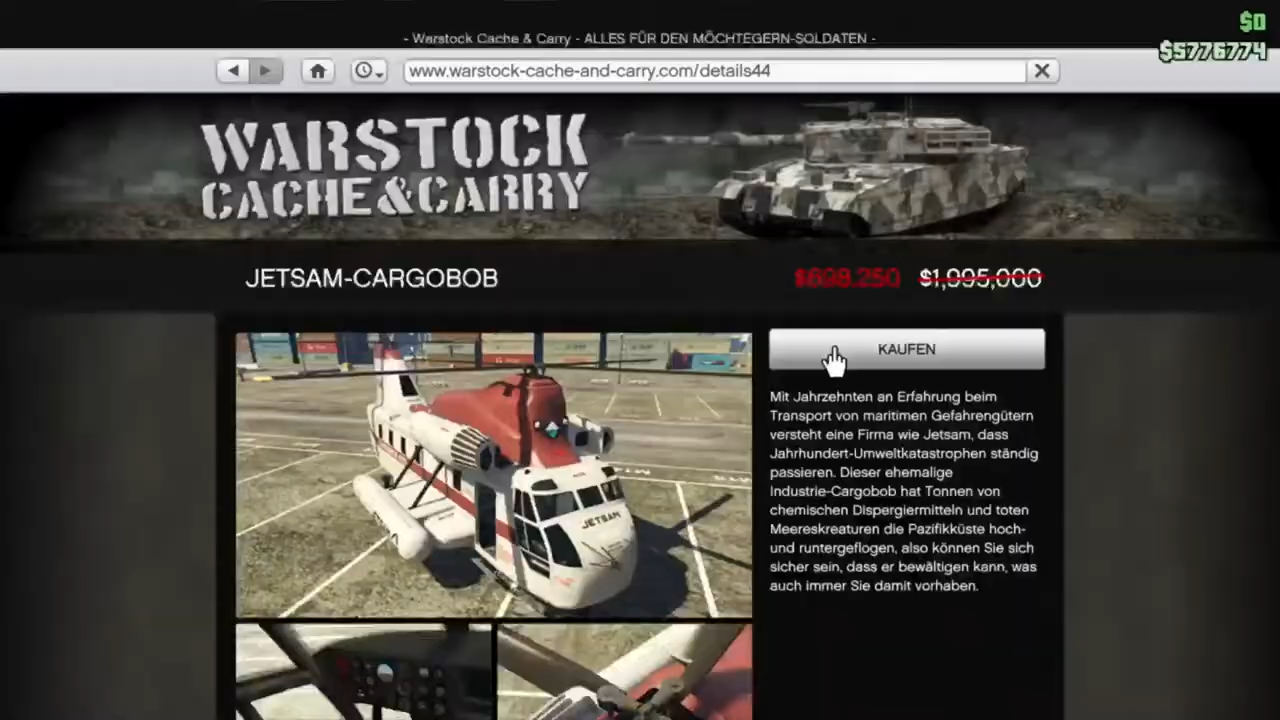 $0
- Warstock Cache & Carry - ALLES FÜR DEN MÖCHTEGERN-SOLDATEN -
$5776774
www.warstock-cache-and-carry.com/details44
WARSTOCK
CACHE&CARRY
JETSAM-CARGOBOB
$698.250 $1,995,000
KAUFEN
Mit Jahrzehnten an Erfahrung beim
Transport von maritimen Gefahrengütern
versteht eine Firma wie Jetsam, dass
Jahrhundert-Umweltkatastrophen ständig
passieren. Dieser ehemalige
Industrie-Cargobob hat Tonnen von
chemischen Dispergiermitteln und toten
Meereskreaturen die Pazifikküste hoch-
und runtergeflogen, also können Sie sich
sicher sein, dass er bewältigen kann, was
auch immer Sie damit vorhaben.
JETSAM